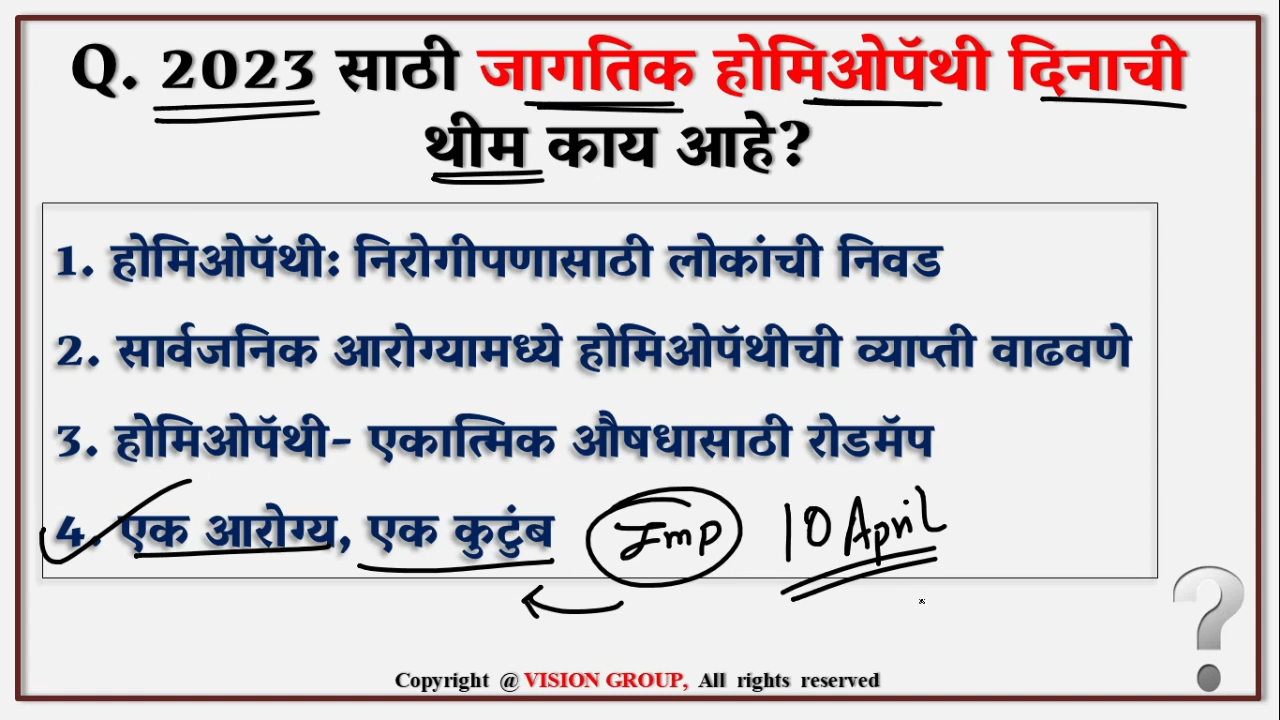 Q. 2023 साठी जागतिक होमिओपॅथी दिनाची
थीम काय आहे?
1. होमिओपॅथी: निरोगीपणासाठी लोकांची निवड
2. सार्वजनिक आरोग्यामध्ये होमिओपॅथीची व्याप्ती वाढवणे
3. होमिओपॅथी- एकात्मिक औषधासाठी रोडमॅप
4. एक आरोग्य, एक कुटुंब Imp 10 April
Copyright @ VISION GROUP, All rights reserved